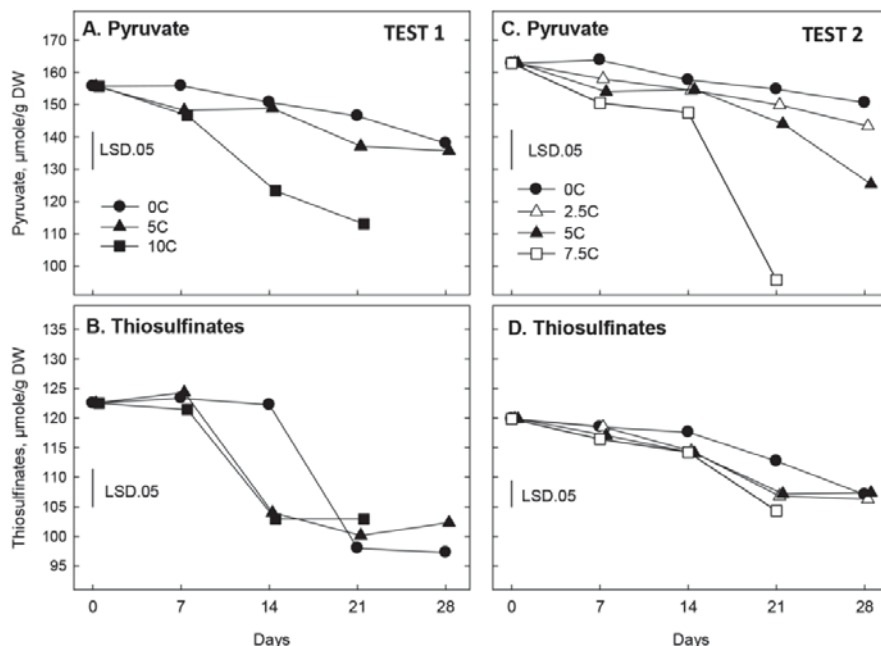 A. Pyruvate
TEST 1
170
160
150
140
130
120
110
100
Pyruvate, µmole/g DW
LSD.05
0C
5C
10C
C. Pyruvate
TEST 2
LSD.05
0C
2.5C
5C
7.5C
B. Thiosulfinates
135
130
125
120
115
110
105
100
95
Thiosulfinates, µmole/g DW
LSD.05
0
7
14
21
28
Days
D. Thiosulfinates
LSD.05
0
7
14
21
28
Days